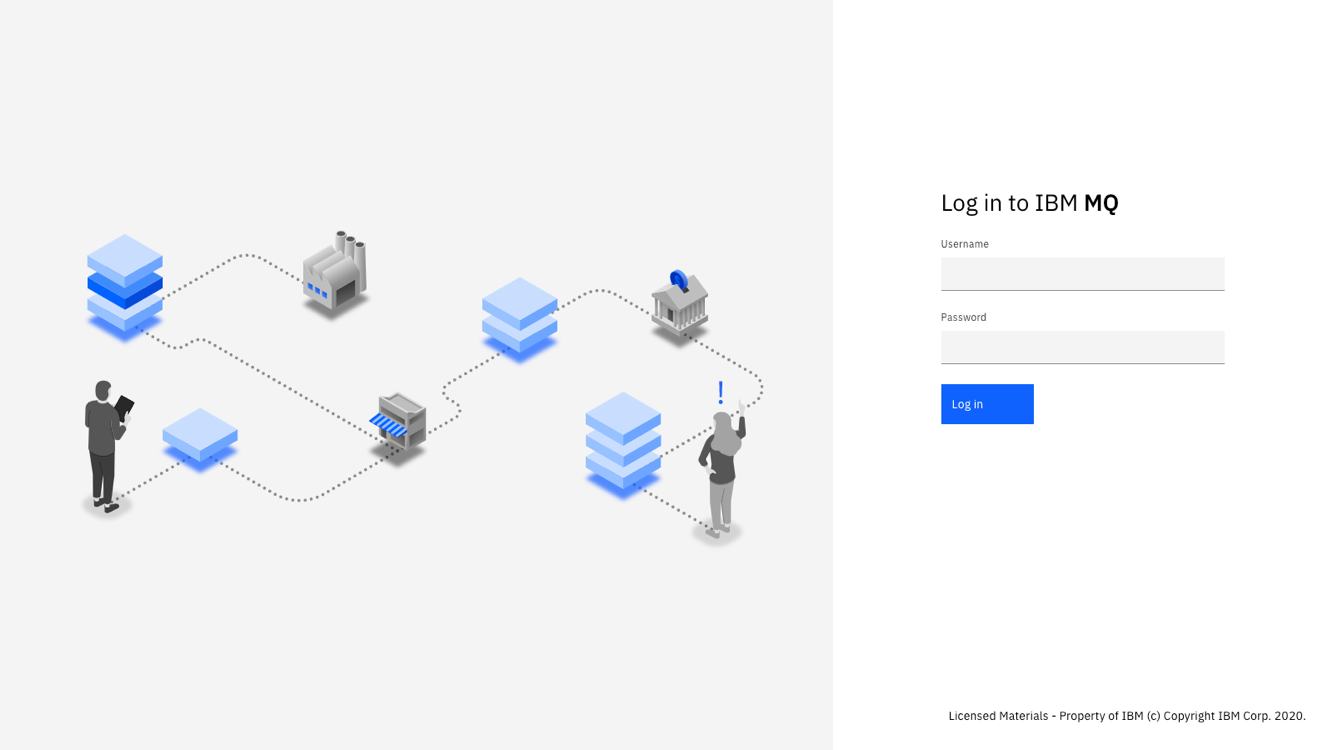 Log in to IBM MQ
Username
Password
Log in
!
Licensed Materials - Property of IBM (c) Copyright IBM Corp. 2020.